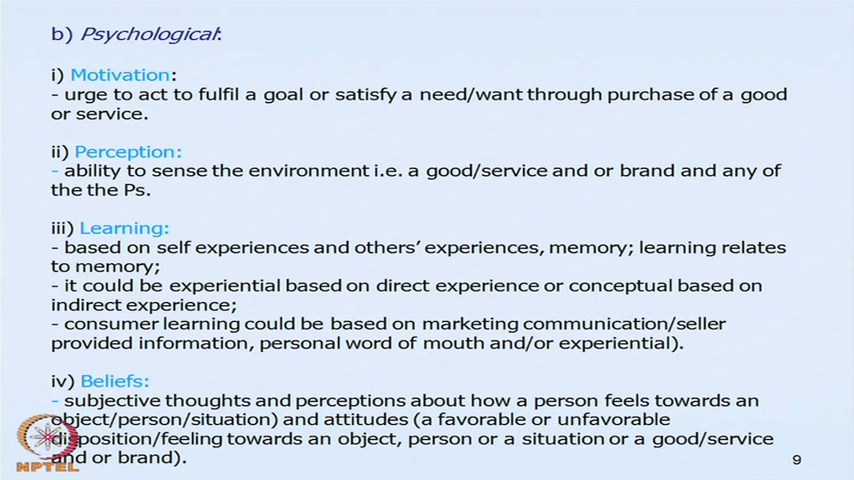 b) Psychological:
i) Motivation:
- urge to act to fulfil a goal or satisfy a need/want through purchase of a good
or service.
ii) Perception:
- ability to sense the environment i.e. a good/service and or brand and any of
the the Ps.
iii) Learning:
- based on self experiences and others’ experiences, memory; learning relates
to memory;
- it could be experiential based on direct experience or conceptual based on
indirect experience;
- consumer learning could be based on marketing communication/seller
provided information, personal word of mouth and/or experiential).
iv) Beliefs:
- subjective thoughts and perceptions about how a person feels towards an
object/person/situation) and attitudes (a favorable or unfavorable
disposition/feeling towards an object, person or a situation or a good/service
and or brand).
NPTEL
9